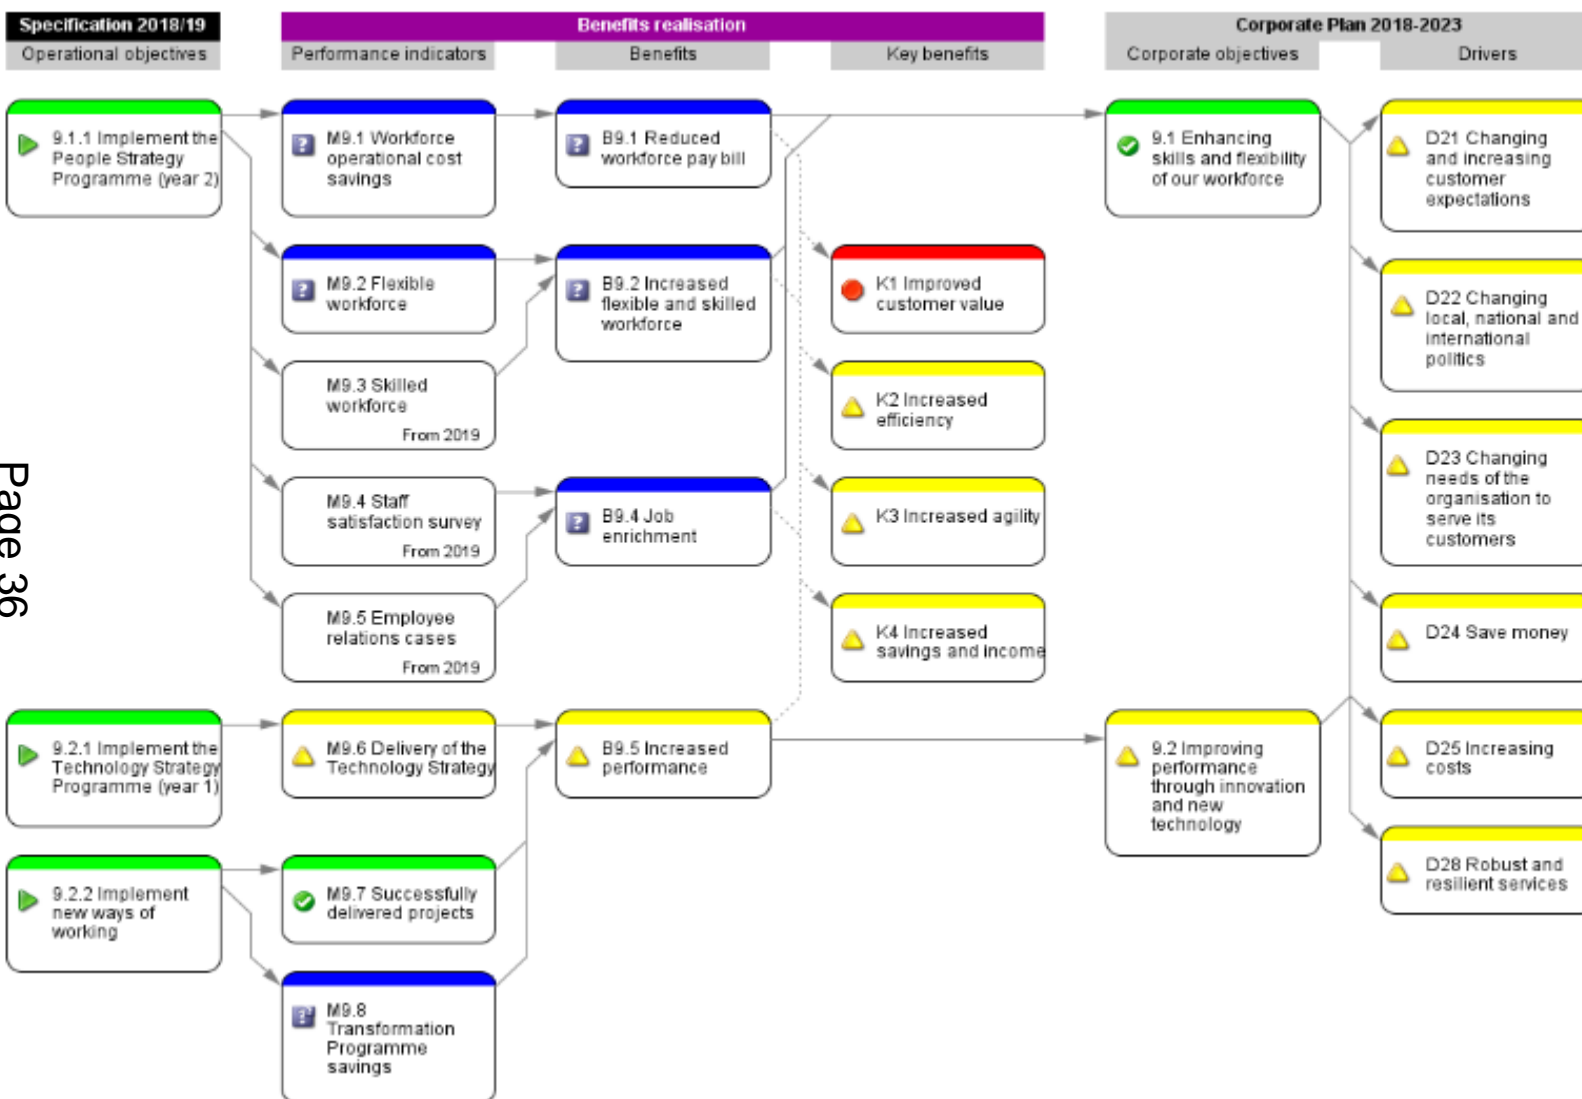 Specification 2018/19
Benefits realisation
Corporate Plan 2018-2023
Operational objectives
Performance indicators
Benefits
Key benefits
Corporate objectives
Drivers
9.1.1 Implement the
People Strategy
Programme (year 2)
9.2.1 Implement the
Technology Strategy
Programme (year 1)
9.2.2 Implement
new ways of
working
M9.1 Workforce
operational cost
savings
M9.2 Flexible
workforce
M9.3 Skilled
workforce
From 2019
M9.4 Staff
satisfaction survey
From 2019
M9.5 Employee
relations cases
From 2019
M9.6 Delivery of the
Technology Strategy
M9.7 Successfully
delivered projects
M9.8
Transformation
Programme
savings
B9.1 Reduced
workforce pay bill
B9.2 Increased
flexible and skilled
workforce
B9.4 Job
enrichment
B9.5 Increased
performance
K1 Improved
customer value
K2 Increased
efficiency
K3 Increased agility
K4 Increased
savings and income
9.1 Enhancing
skills and flexibility
of our workforce
9.2 Improving
performance
through innovation
and new
technology
D21 Changing
and increasing
customer
expectations
D22 Changing
local, national and
international
politics
D23 Changing
needs of the
organisation to
serve its
customers
D24 Save money
D25 Increasing
costs
D28 Robust and
resilient services
Page 36